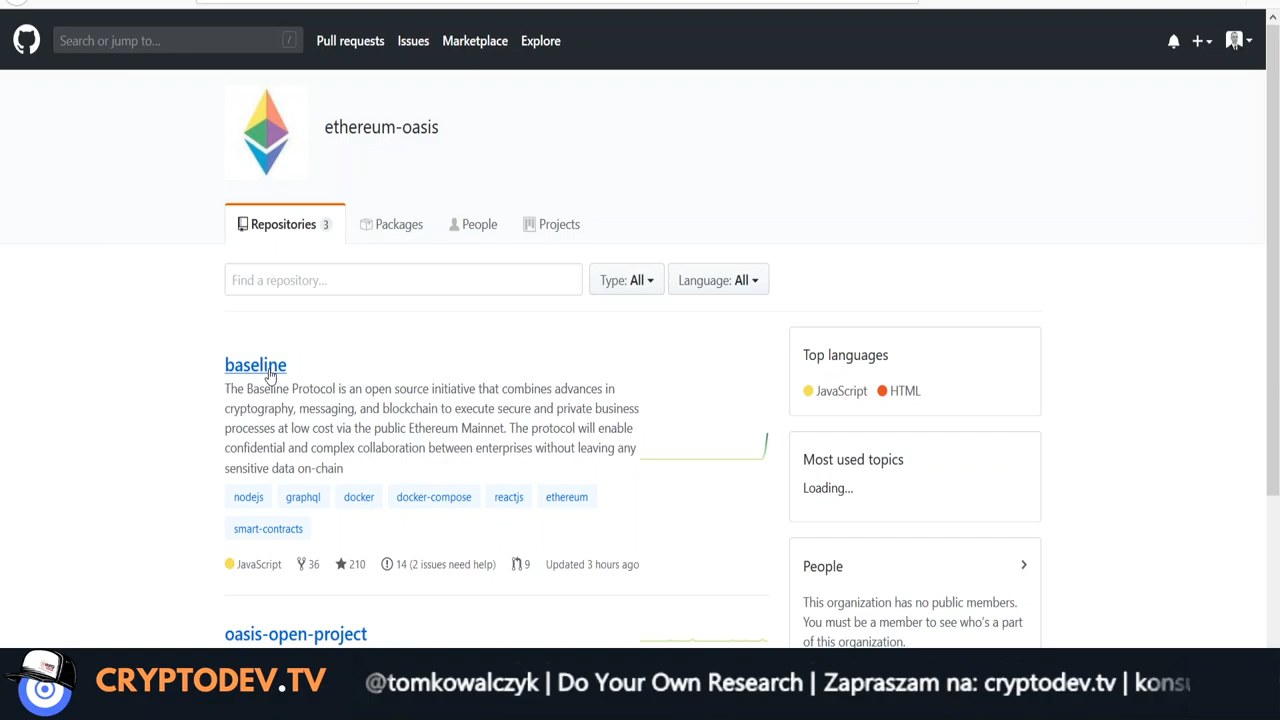 Search or jump to... /
Pull requests Issues Marketplace Explore
ethereum-oasis
Repositories 3 Packages People Projects
Find a repository... Type: All Language: All
baseline
The Baseline Protocol is an open source initiative that combines advances in
cryptography, messaging, and blockchain to execute secure and private business
processes at low cost via the public Ethereum Mainnet. The protocol will enable
confidential and complex collaboration between enterprises without leaving any
sensitive data on-chain
nodejs graphql docker docker-compose reactjs ethereum
smart-contracts
JavaScript 36 210 14 (2 issues need help) 9 Updated 3 hours ago
oasis-open-project
Top languages
JavaScript HTML
Most used topics
Loading...
People
This organization has no public members.
You must be a member to see who's a part
of this organization.
CRYPTODEV.TV @tomkowalczyk | Do Your Own Research | Zapraszam na: cryptodev.tv |